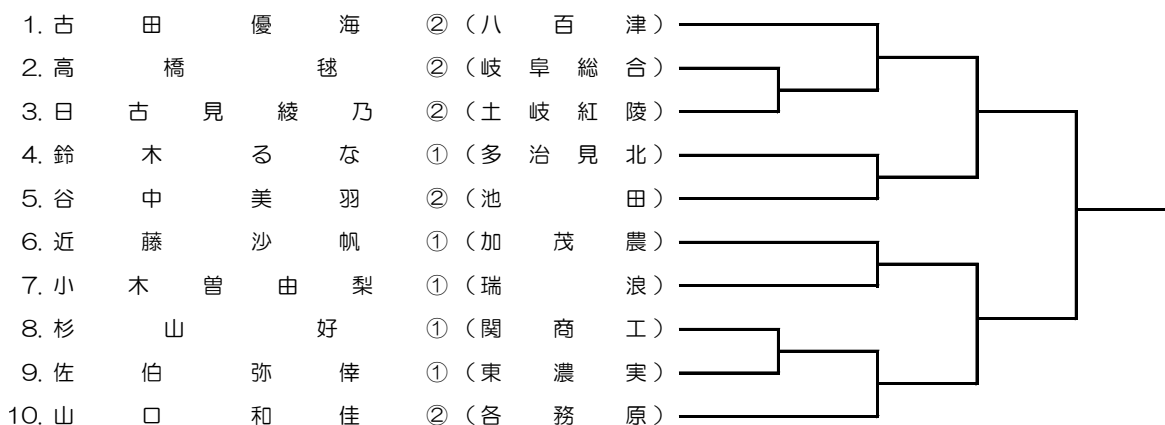 1. 古田優海 ② (八百津)
2. 高橋毬 ② (岐阜総合)
3. 日古見綾乃 ② (土岐紅陵)
4. 鈴木るな ① (多治見北)
5. 谷中美羽 ② (池田)
6. 近藤沙帆 ① (加茂農)
7. 小木曽由梨 ① (瑞浪)
8. 杉山好 ① (関商工)
9. 佐伯弥倖 ① (東濃実)
10. 山口和佳 ② (各務原)